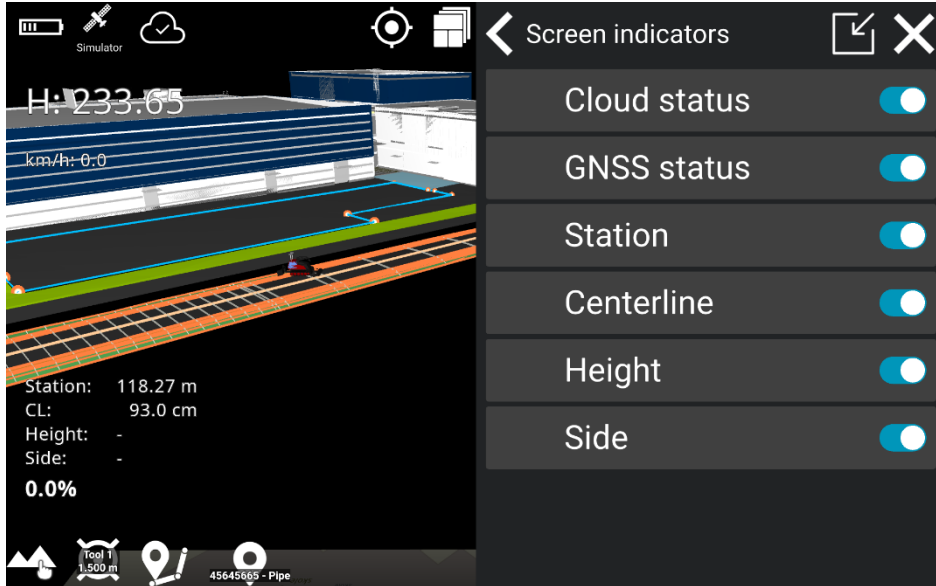 Simulator
H: 233.65
km/h: 0.0
Station: 118.27 m
CL: 93.0 cm
Height: -
Side: -
0.0%
Tool 1
1.500 m
45645665 - Pipe
Screen indicators
Cloud status
GNSS status
Station
Centerline
Height
Side